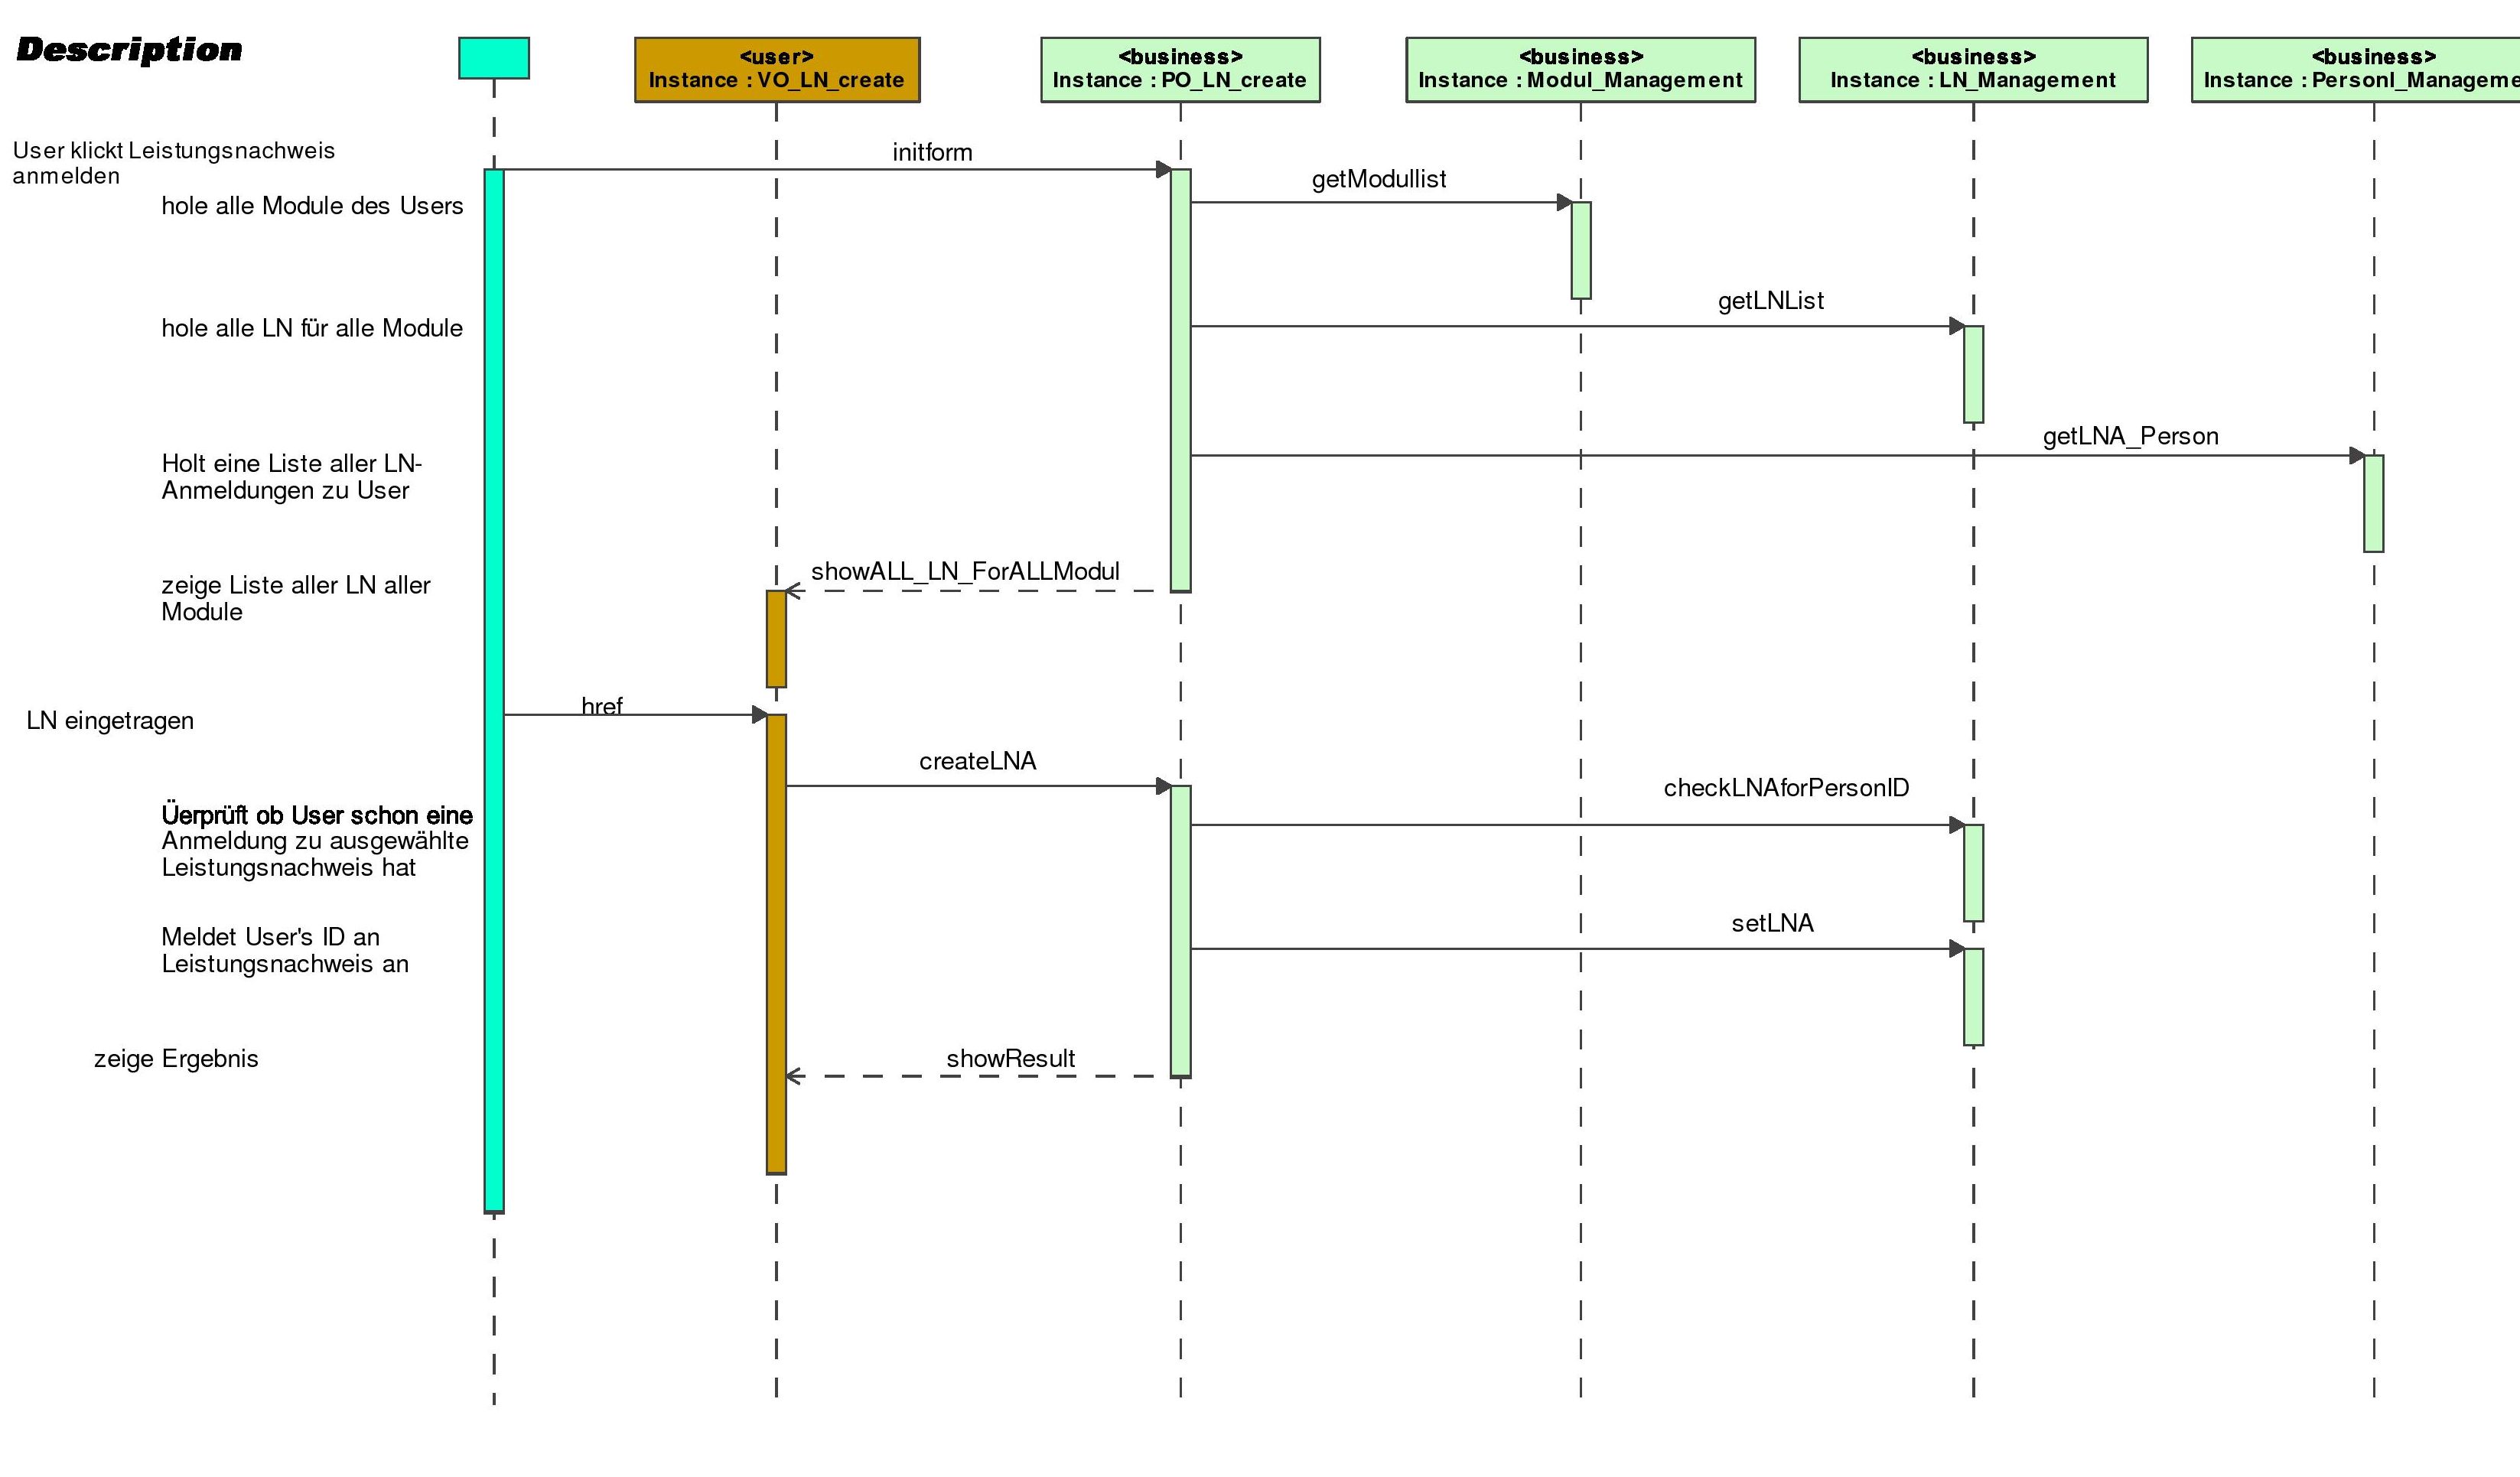 Description
<user>
Instance : VO_LN_create
<business>
Instance : PO_LN_create
<business>
Instance : Modul_Management
<business>
Instance : LN_Management
<business>
Instance : Personl_Manageme
User klickt Leistungsnachweis
anmelden
initform
hole alle Module des Users
getModullist
hole alle LN für alle Module
getLNList
Holt eine Liste aller LN-
Anmeldungen zu User
getLNA_Person
zeige Liste aller LN aller
Module
showALL_LN_ForALLModul
LN eingetragen
href
createLNA
Üerprüft ob User schon eine
Anmeldung zu ausgewählte
Leistungsnachweis hat
checkLNAforPersonID
Meldet User's ID an
Leistungsnachweis an
setLNA
zeige Ergebnis
showResult